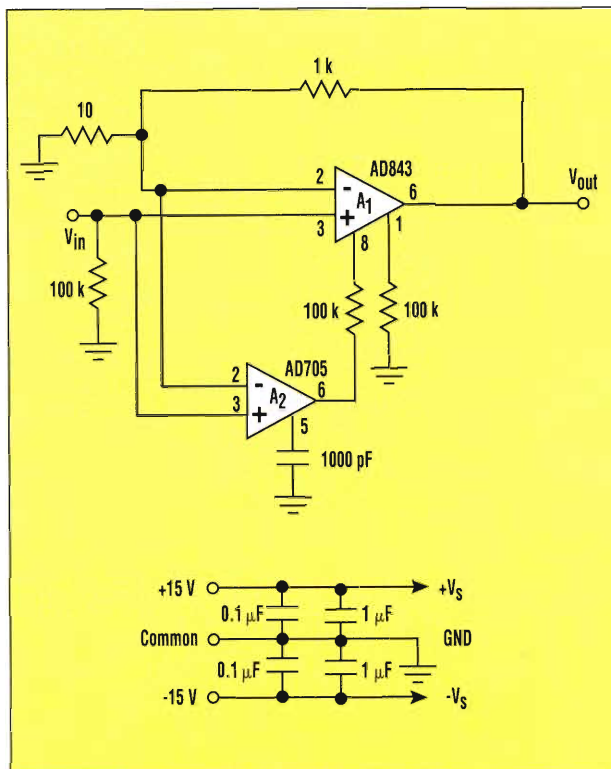 1 k
10
AD843
2
-
A1
6
Vout
+
3
8
1
Vin
100 k
100 k
100 k
AD705
2
-
A2
6
3
+
5
1000 pF
+15 V
+VS
0.1 µF
1 µF
Common
GND
0.1 µF
1 µF
-15 V
-VS